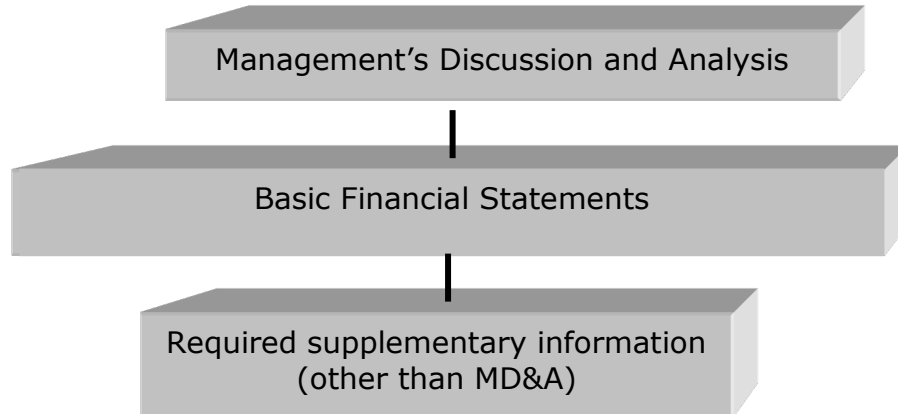 Management’s Discussion and Analysis
Basic Financial Statements
Required supplementary information
(other than MD&A)